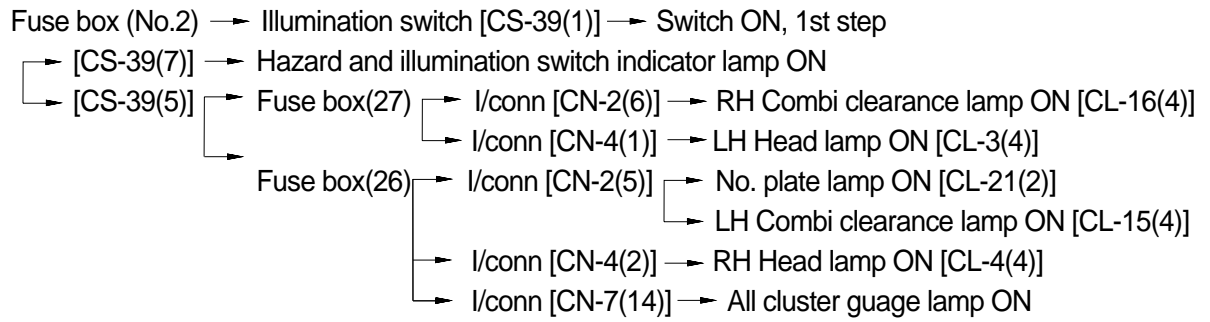 Fuse box (No.2) → Illumination switch [CS-39(1)] → Switch ON, 1st step
→ [CS-39(7)] → Hazard and illumination switch indicator lamp ON
→ [CS-39(5)] → Fuse box(27) → I/conn [CN-2(6)] → RH Combi clearance lamp ON [CL-16(4)]
→ I/conn [CN-4(1)] → LH Head lamp ON [CL-3(4)]
→ Fuse box(26) → I/conn [CN-2(5)] → No. plate lamp ON [CL-21(2)]
→ LH Combi clearance lamp ON [CL-15(4)]
→ I/conn [CN-4(2)] → RH Head lamp ON [CL-4(4)]
→ I/conn [CN-7(14)] → All cluster guage lamp ON